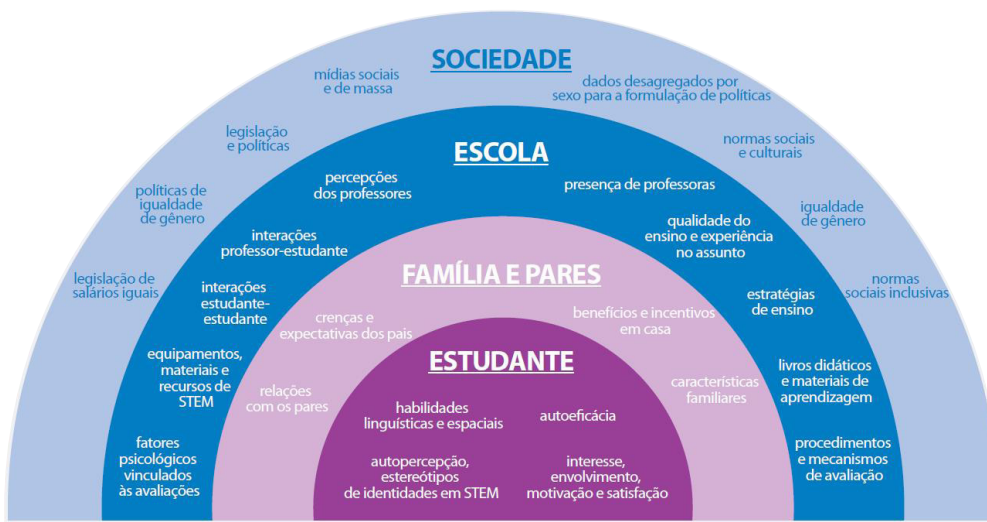 SOCIEDADE
mídias sociais
e de massa
dados desagregados por
sexo para a formulação de políticas
legislação
e políticas
normas sociais
e culturais
políticas de
igualdade
de gênero
igualdade
de gênero
legislação de
salários iguais
normas
sociais inclusivas
ESCOLA
percepções
dos professores
presença de professoras
interações
professor-estudante
qualidade do
ensino e experiência
no assunto
interações
estudante-
estudante
estratégias
de ensino
equipamentos,
materiais e
recursos de
STEM
livros didáticos
e materiais de
aprendizagem
fatores
psicológicos
vinculados
às avaliações
procedimentos
e mecanismos
de avaliação
FAMÍLIA E PARES
crenças e
expectativas dos pais
benefícios e incentivos
em casa
relações
com os pares
características
familiares
ESTUDANTE
habilidades
linguísticas e espaciais
autoeficácia
autopercepção,
estereótipos
de identidades em STEM
interesse,
envolvimento,
motivação e satisfação